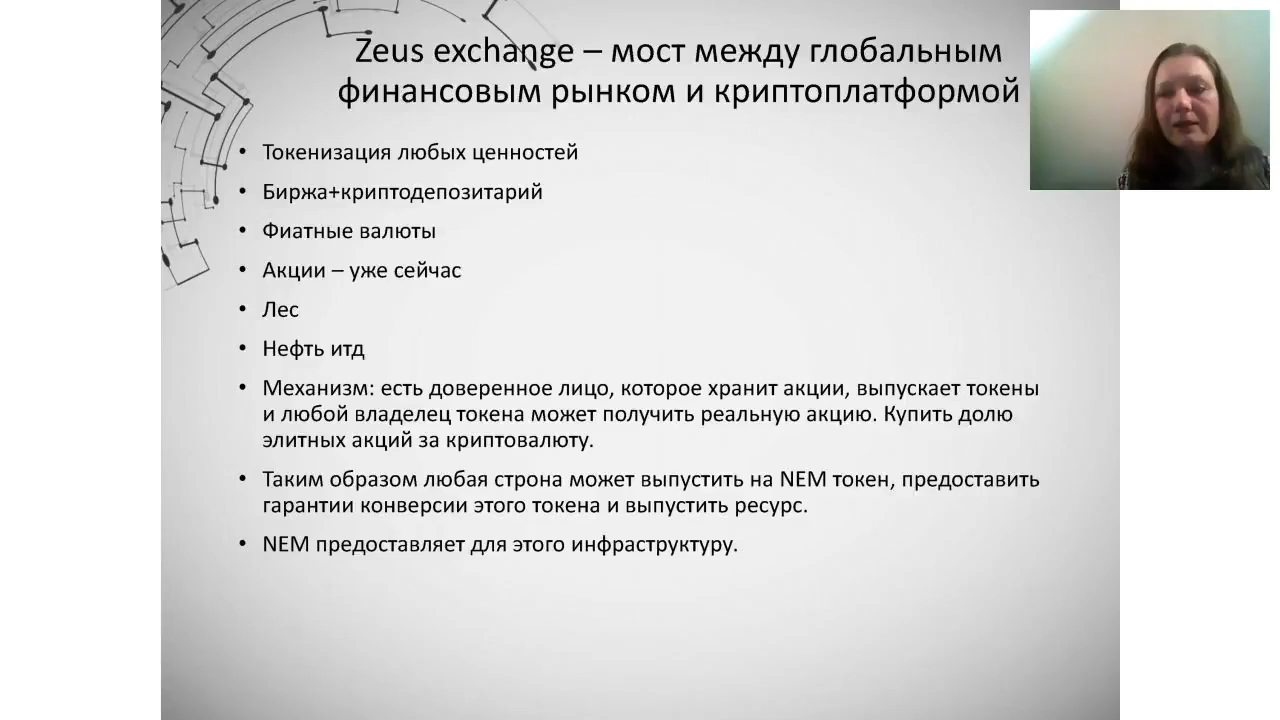 Zeus exchange – мост между глобальным
финансовым рынком и криптоплатформой
• Токенизация любых ценностей
• Биржа+криптодепозитарий
• Фиатные валюты
• Акции – уже сейчас
• Лес
• Нефть итд
• Механизм: есть доверенное лицо, которое хранит акции, выпускает токены
и любой владелец токена может получить реальную акцию. Купить долю
элитных акций за криптовалюту.
• Таким образом любая строна может выпустить на NEM токен, предоставить
гарантии конверсии этого токена и выпустить ресурс.
• NEM предоставляет для этого инфраструктуру.